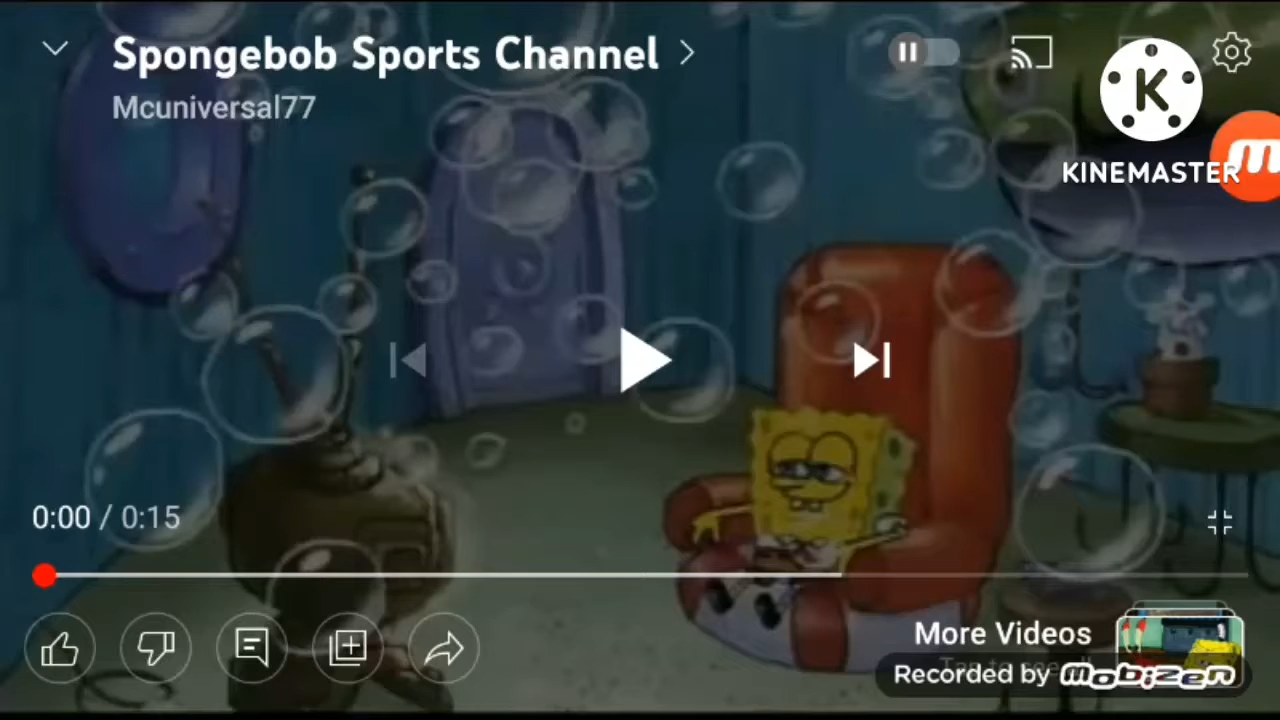 Spongebob Sports Channel
Mcuniversal77
K
KINEMASTER
m
0:00 / 0:15
More Videos
Recorded by mobizen